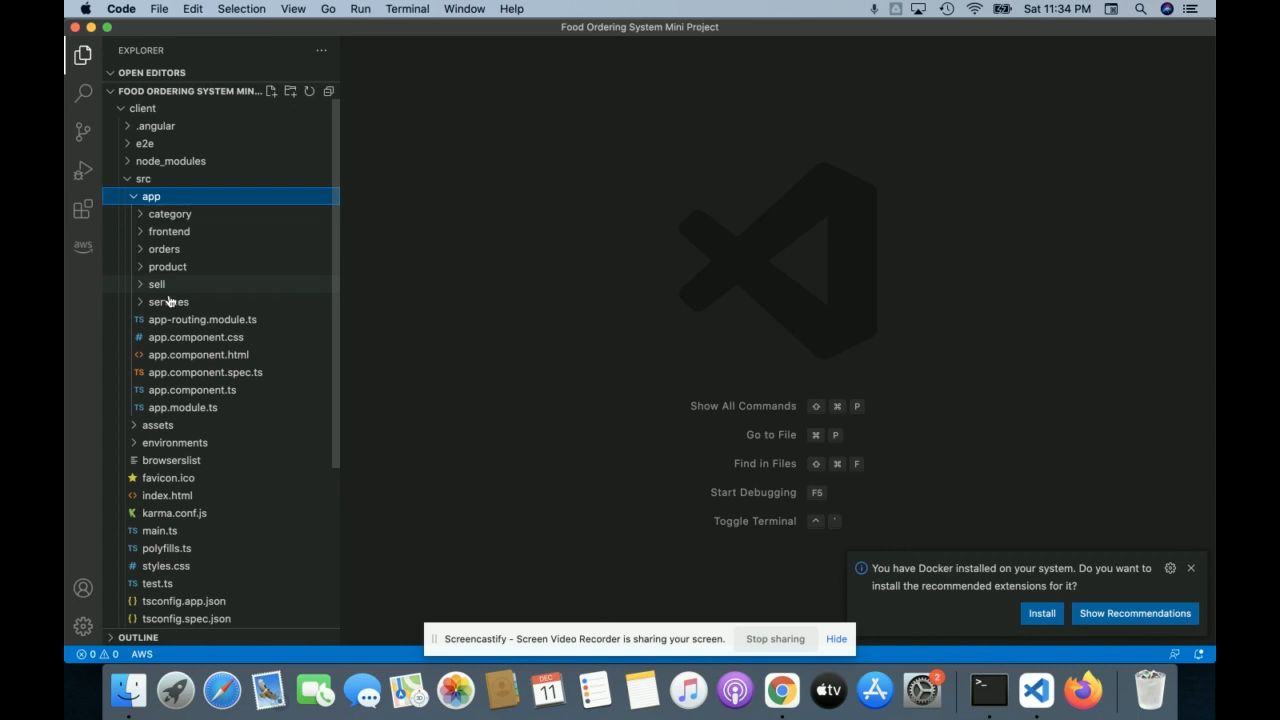 Code File Edit Selection View Go Run Terminal Window Help
Sat 11:34 PM
Food Ordering System Mini Project
EXPLORER
OPEN EDITORS
FOOD ORDERING SYSTEM MIN...
client
.angular
e2e
node_modules
src
app
category
frontend
orders
product
sell
services
app-routing.module.ts
app.component.css
app.component.html
app.component.spec.ts
app.component.ts
app.module.ts
assets
environments
browserslist
favicon.ico
index.html
karma.conf.js
main.ts
polyfills.ts
styles.css
test.ts
tsconfig.app.json
tsconfig.spec.json
OUTLINE
aws
Show All Commands ⇧ ⌘ P
Go to File ⌘ P
Find in Files ⇧ ⌘ F
Start Debugging F5
Toggle Terminal ^ `
You have Docker installed on your system. Do you want to
install the recommended extensions for it?
Install Show Recommendations
Screencastify - Screen Video Recorder is sharing your screen. Stop sharing Hide
0 0 AWS
DEC
11
tv
2